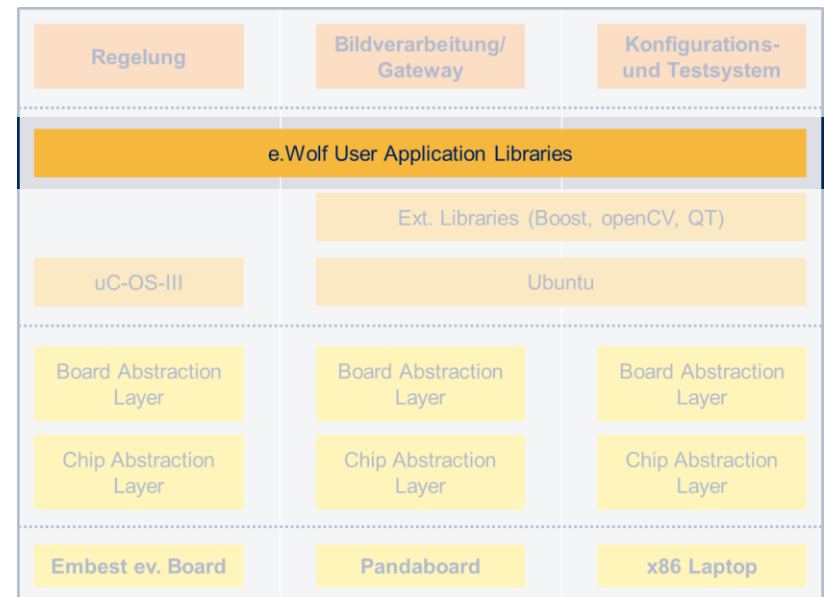 Regelung
Bildverarbeitung/
Gateway
Konfigurations-
und Testsystem
e.Wolf User Application Libraries
Ext. Libraries (Boost, openCV, QT)
uC-OS-III
Ubuntu
Board Abstraction
Layer
Board Abstraction
Layer
Board Abstraction
Layer
Chip Abstraction
Layer
Chip Abstraction
Layer
Chip Abstraction
Layer
Embest ev. Board
Pandaboard
x86 Laptop